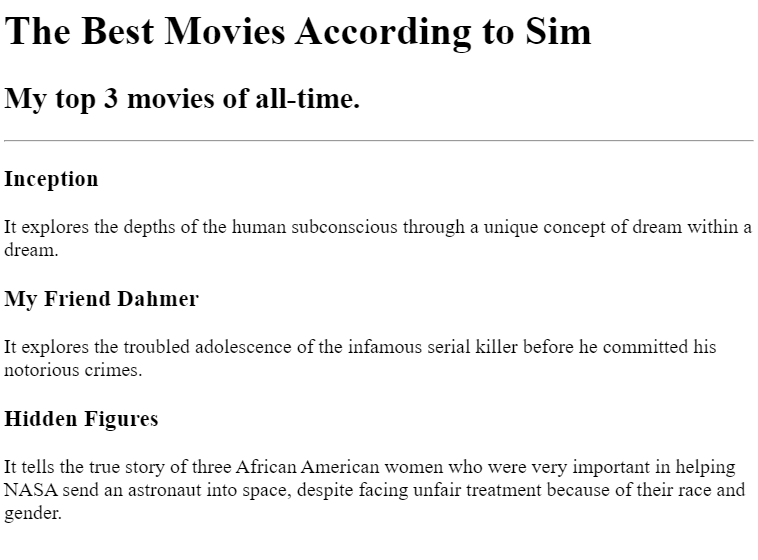 The Best Movies According to Sim
My top 3 movies of all-time.
Inception
It explores the depths of the human subconscious through a unique concept of dream within a
dream.
My Friend Dahmer
It explores the troubled adolescence of the infamous serial killer before he committed his
notorious crimes.
Hidden Figures
It tells the true story of three African American women who were very important in helping
NASA send an astronaut into space, despite facing unfair treatment because of their race and
gender.